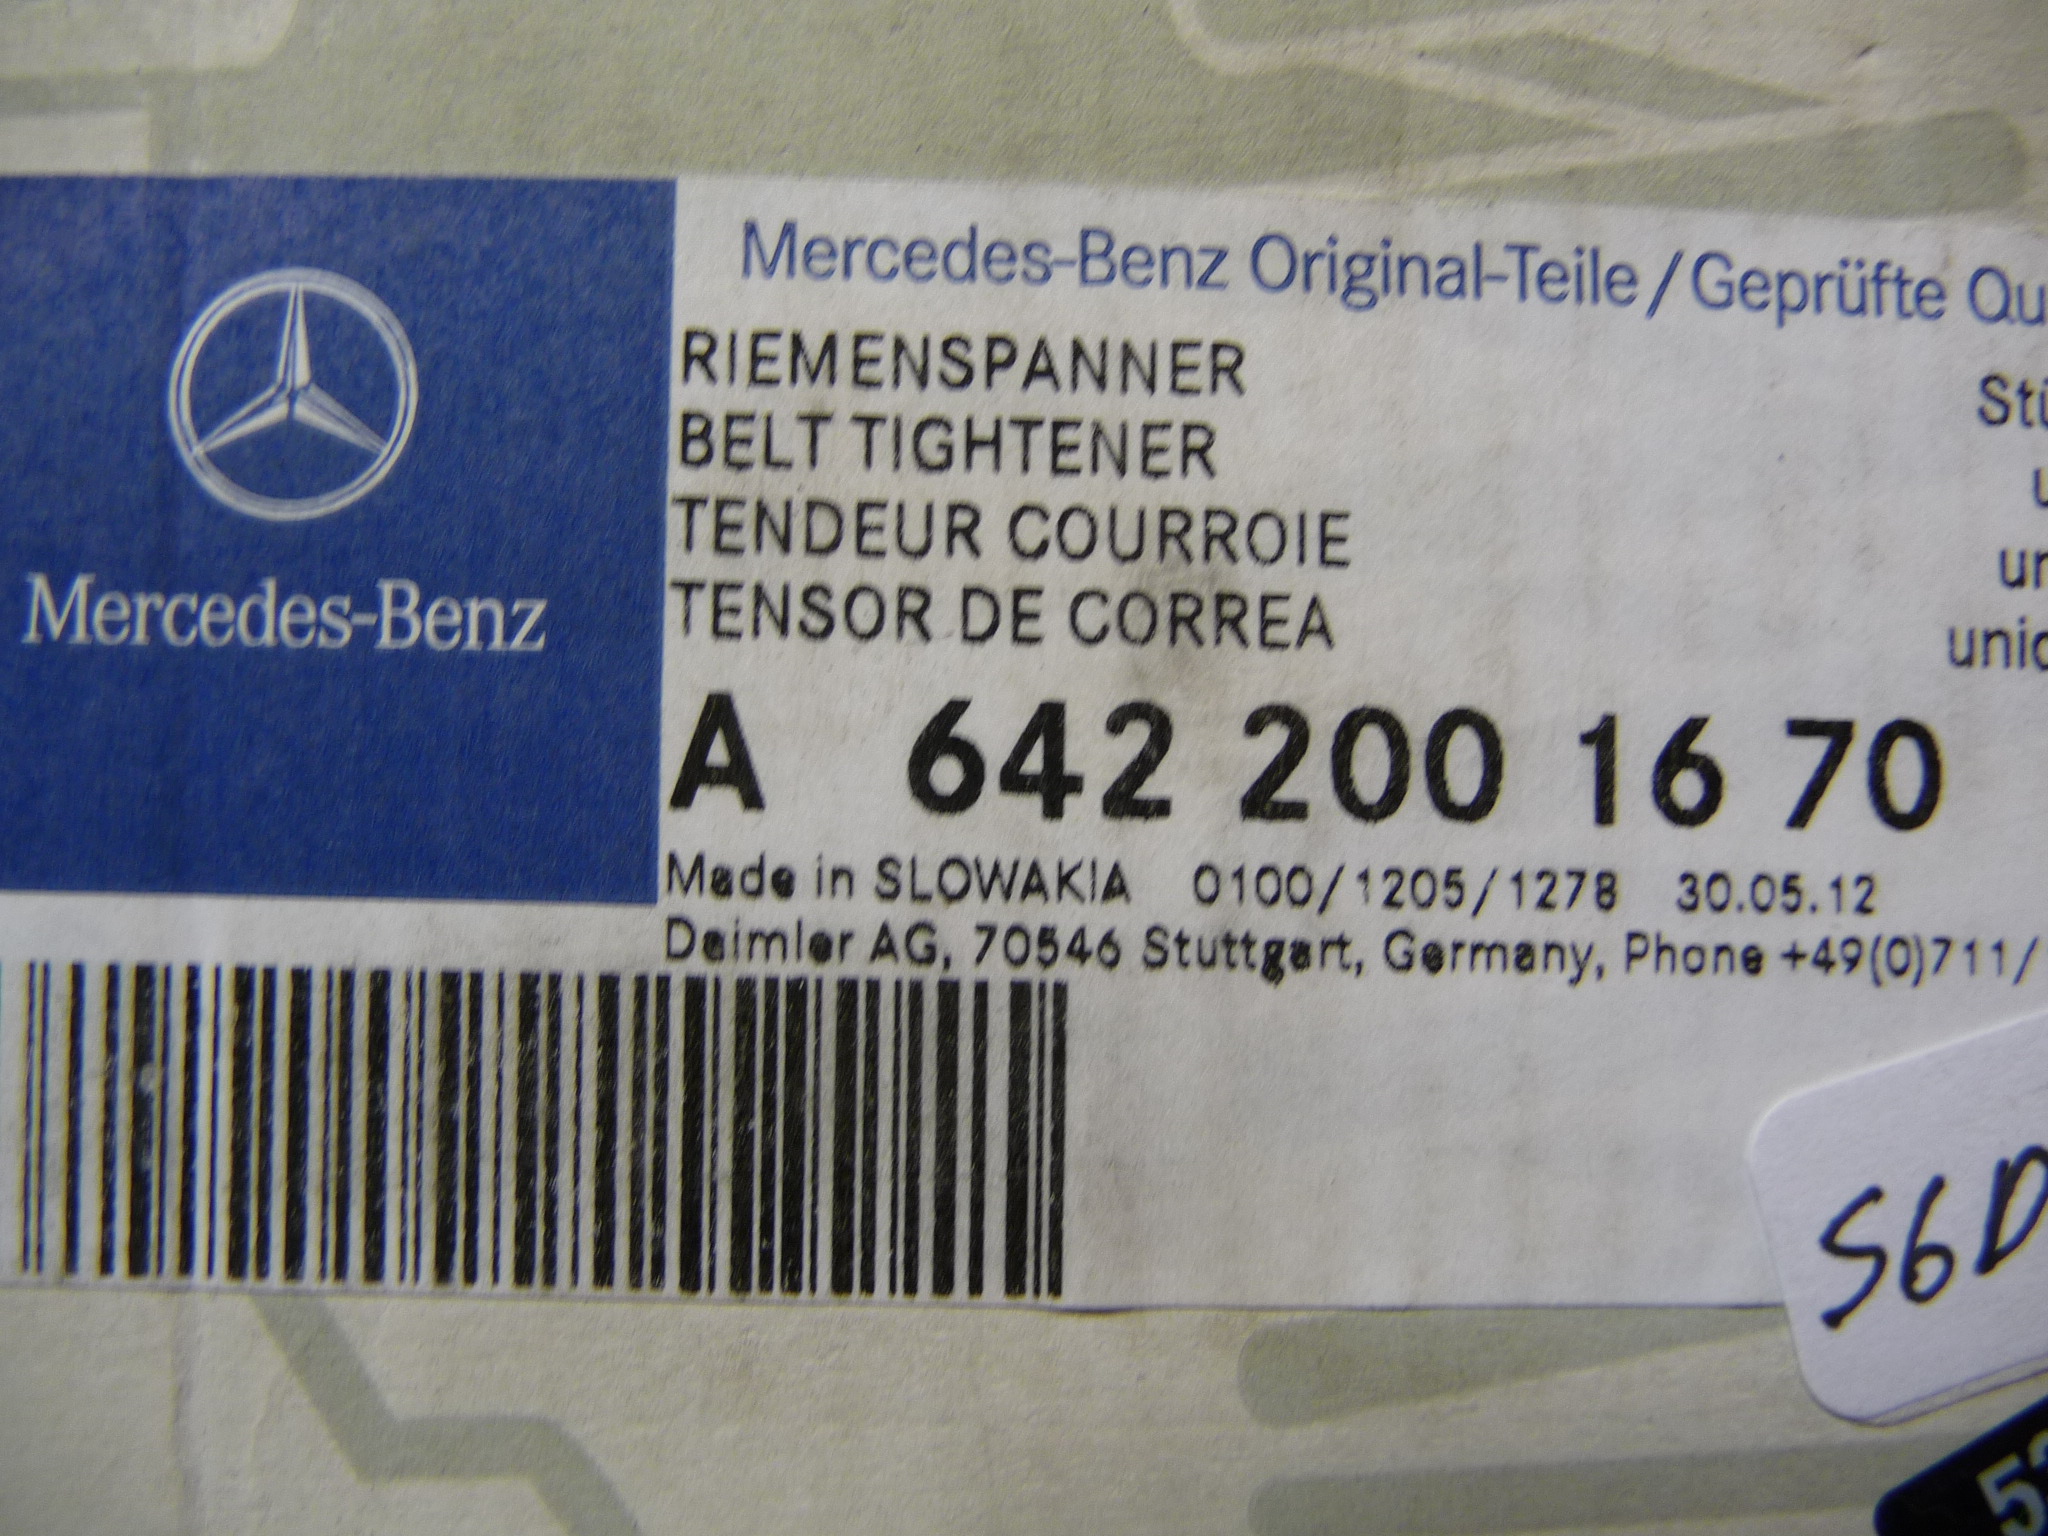 Mercedes-Benz
Mercedes-Benz Original-Teile/Geprüfte
RIEMENSPANNER
BELT TIGHTENER
TENDEUR COURROIE
TENSOR DE CORREA
A 642 200 16 70
Made in SLOWAKIA 0100/1205/1278 30.05.12
Daimler AG, 70546 Stuttgart, Germany, Phone +49(0)711/
S6D